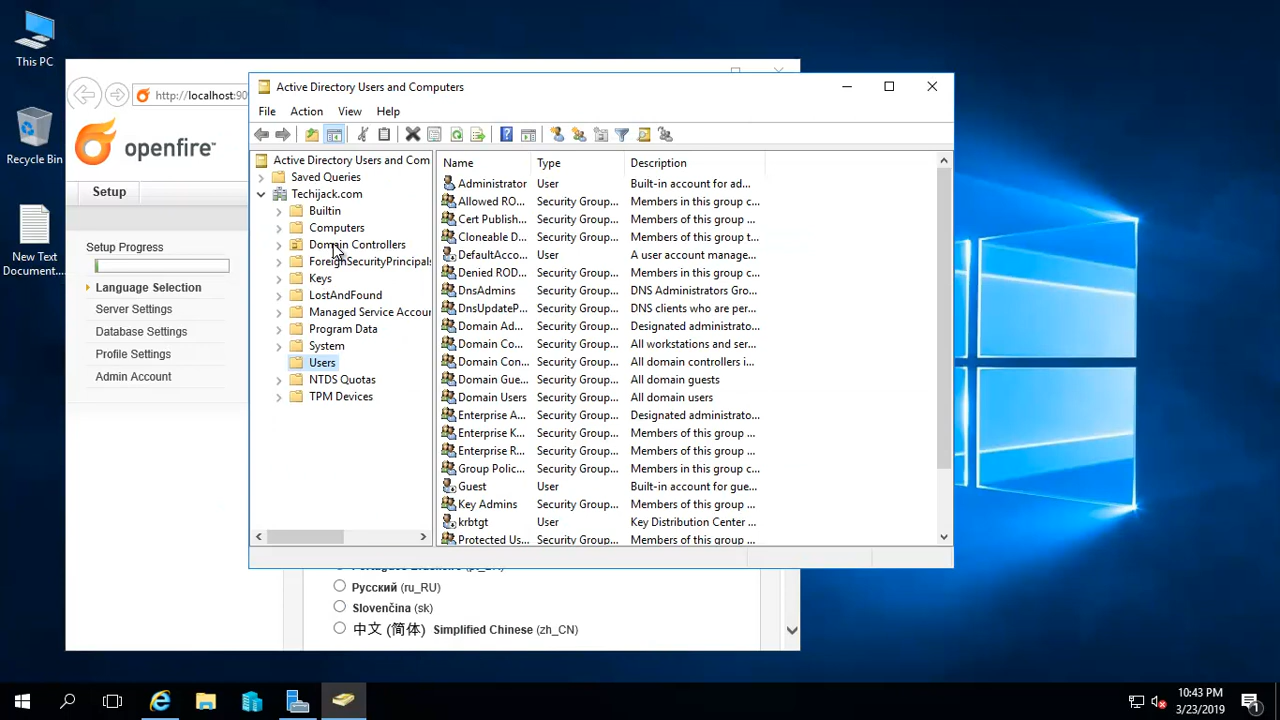 This PC
Recycle Bin
New Text
Document...
http://localhost:909
openfire
Setup
Setup Progress
Language Selection
Server Settings
Database Settings
Profile Settings
Admin Account
Active Directory Users and Computers
File Action View Help
Active Directory Users and Com
Saved Queries
Techijack.com
Builtin
Computers
Domain Controllers
ForeignSecurityPrincipals
Keys
LostAndFound
Managed Service Accour
Program Data
System
Users
NTDS Quotas
TPM Devices
Name Type Description
Administrator User Built-in account for ad...
Allowed RO... Security Group... Members in this group c...
Cert Publish... Security Group... Members of this group ...
Cloneable D... Security Group... Members of this group t...
DefaultAcco... User A user account manage...
Denied ROD... Security Group... Members in this group c...
DnsAdmins Security Group... DNS Administrators Gro...
DnsUpdateP... Security Group... DNS clients who are per...
Domain Ad... Security Group... Designated administrato...
Domain Co... Security Group... All workstations and ser...
Domain Con... Security Group... All domain controllers i...
Domain Gue... Security Group... All domain guests
Domain Users Security Group... All domain users
Enterprise A... Security Group... Designated administrato...
Enterprise K... Security Group... Members of this group ...
Enterprise R... Security Group... Members of this group ...
Group Polic... Security Group... Members in this group c...
Guest User Built-in account for gue...
Key Admins Security Group... Members of this group ...
krbtgt User Key Distribution Center ...
Protected Us... Security Group... Members of this group ...
Русский (ru_RU)
Slovenčina (sk)
中文 (简体) Simplified Chinese (zh_CN)
10:43 PM
3/23/2019
1